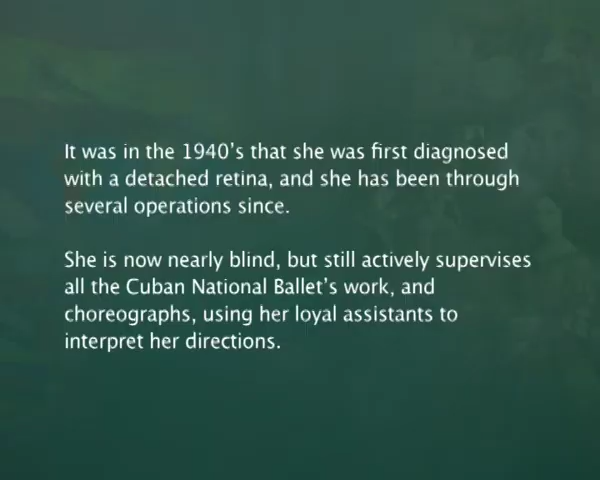 It was in the 1940's that she was first diagnosed
with a detached retina, and she has been through
several operations since.
She is now nearly blind, but still actively supervises
all the Cuban National Ballet's work, and
choreographs, using her loyal assistants to
interpret her directions.